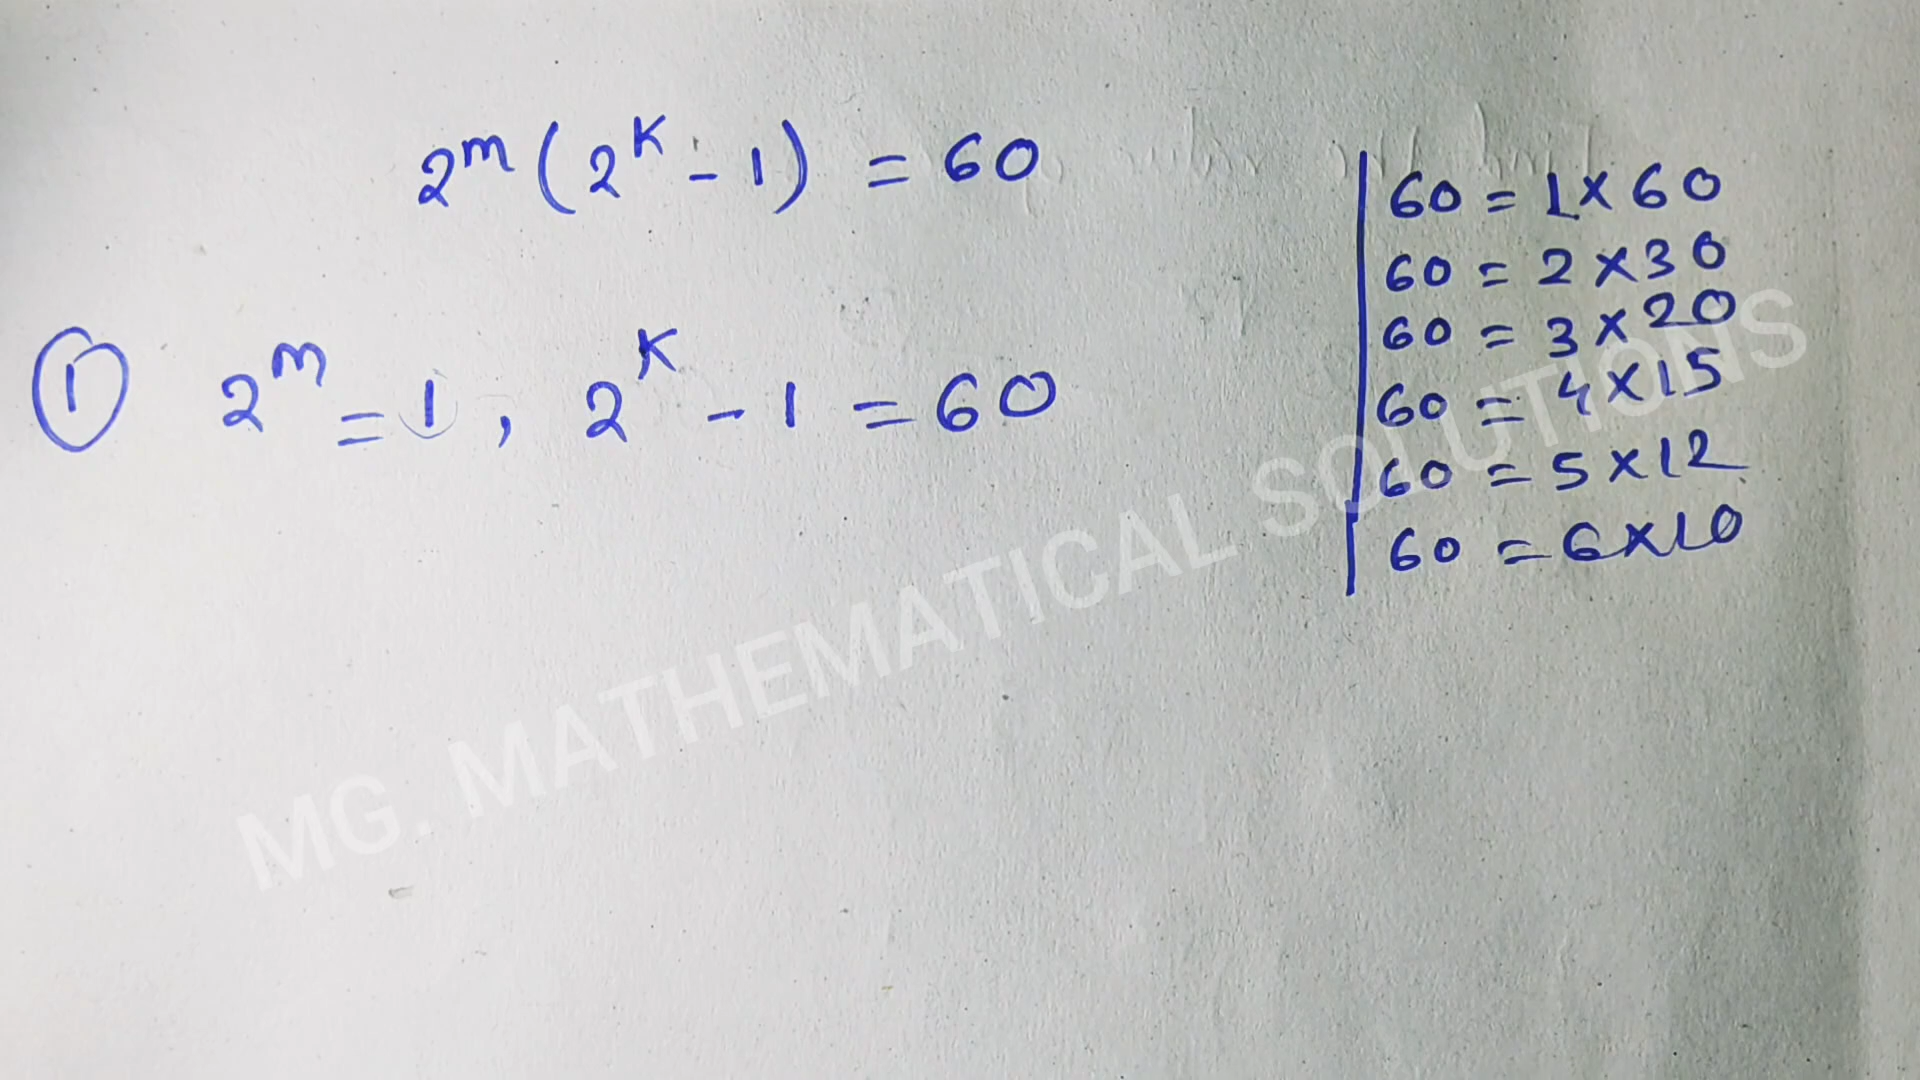 2^m (2^k - 1) = 60
① 2^m = 1, 2^k - 1 = 60
60 = 1 × 60
60 = 2 × 30
60 = 3 × 20
60 = 4 × 15
60 = 5 × 12
60 = 6 × 10
MG. MATHEMATICAL SOLUTIONS